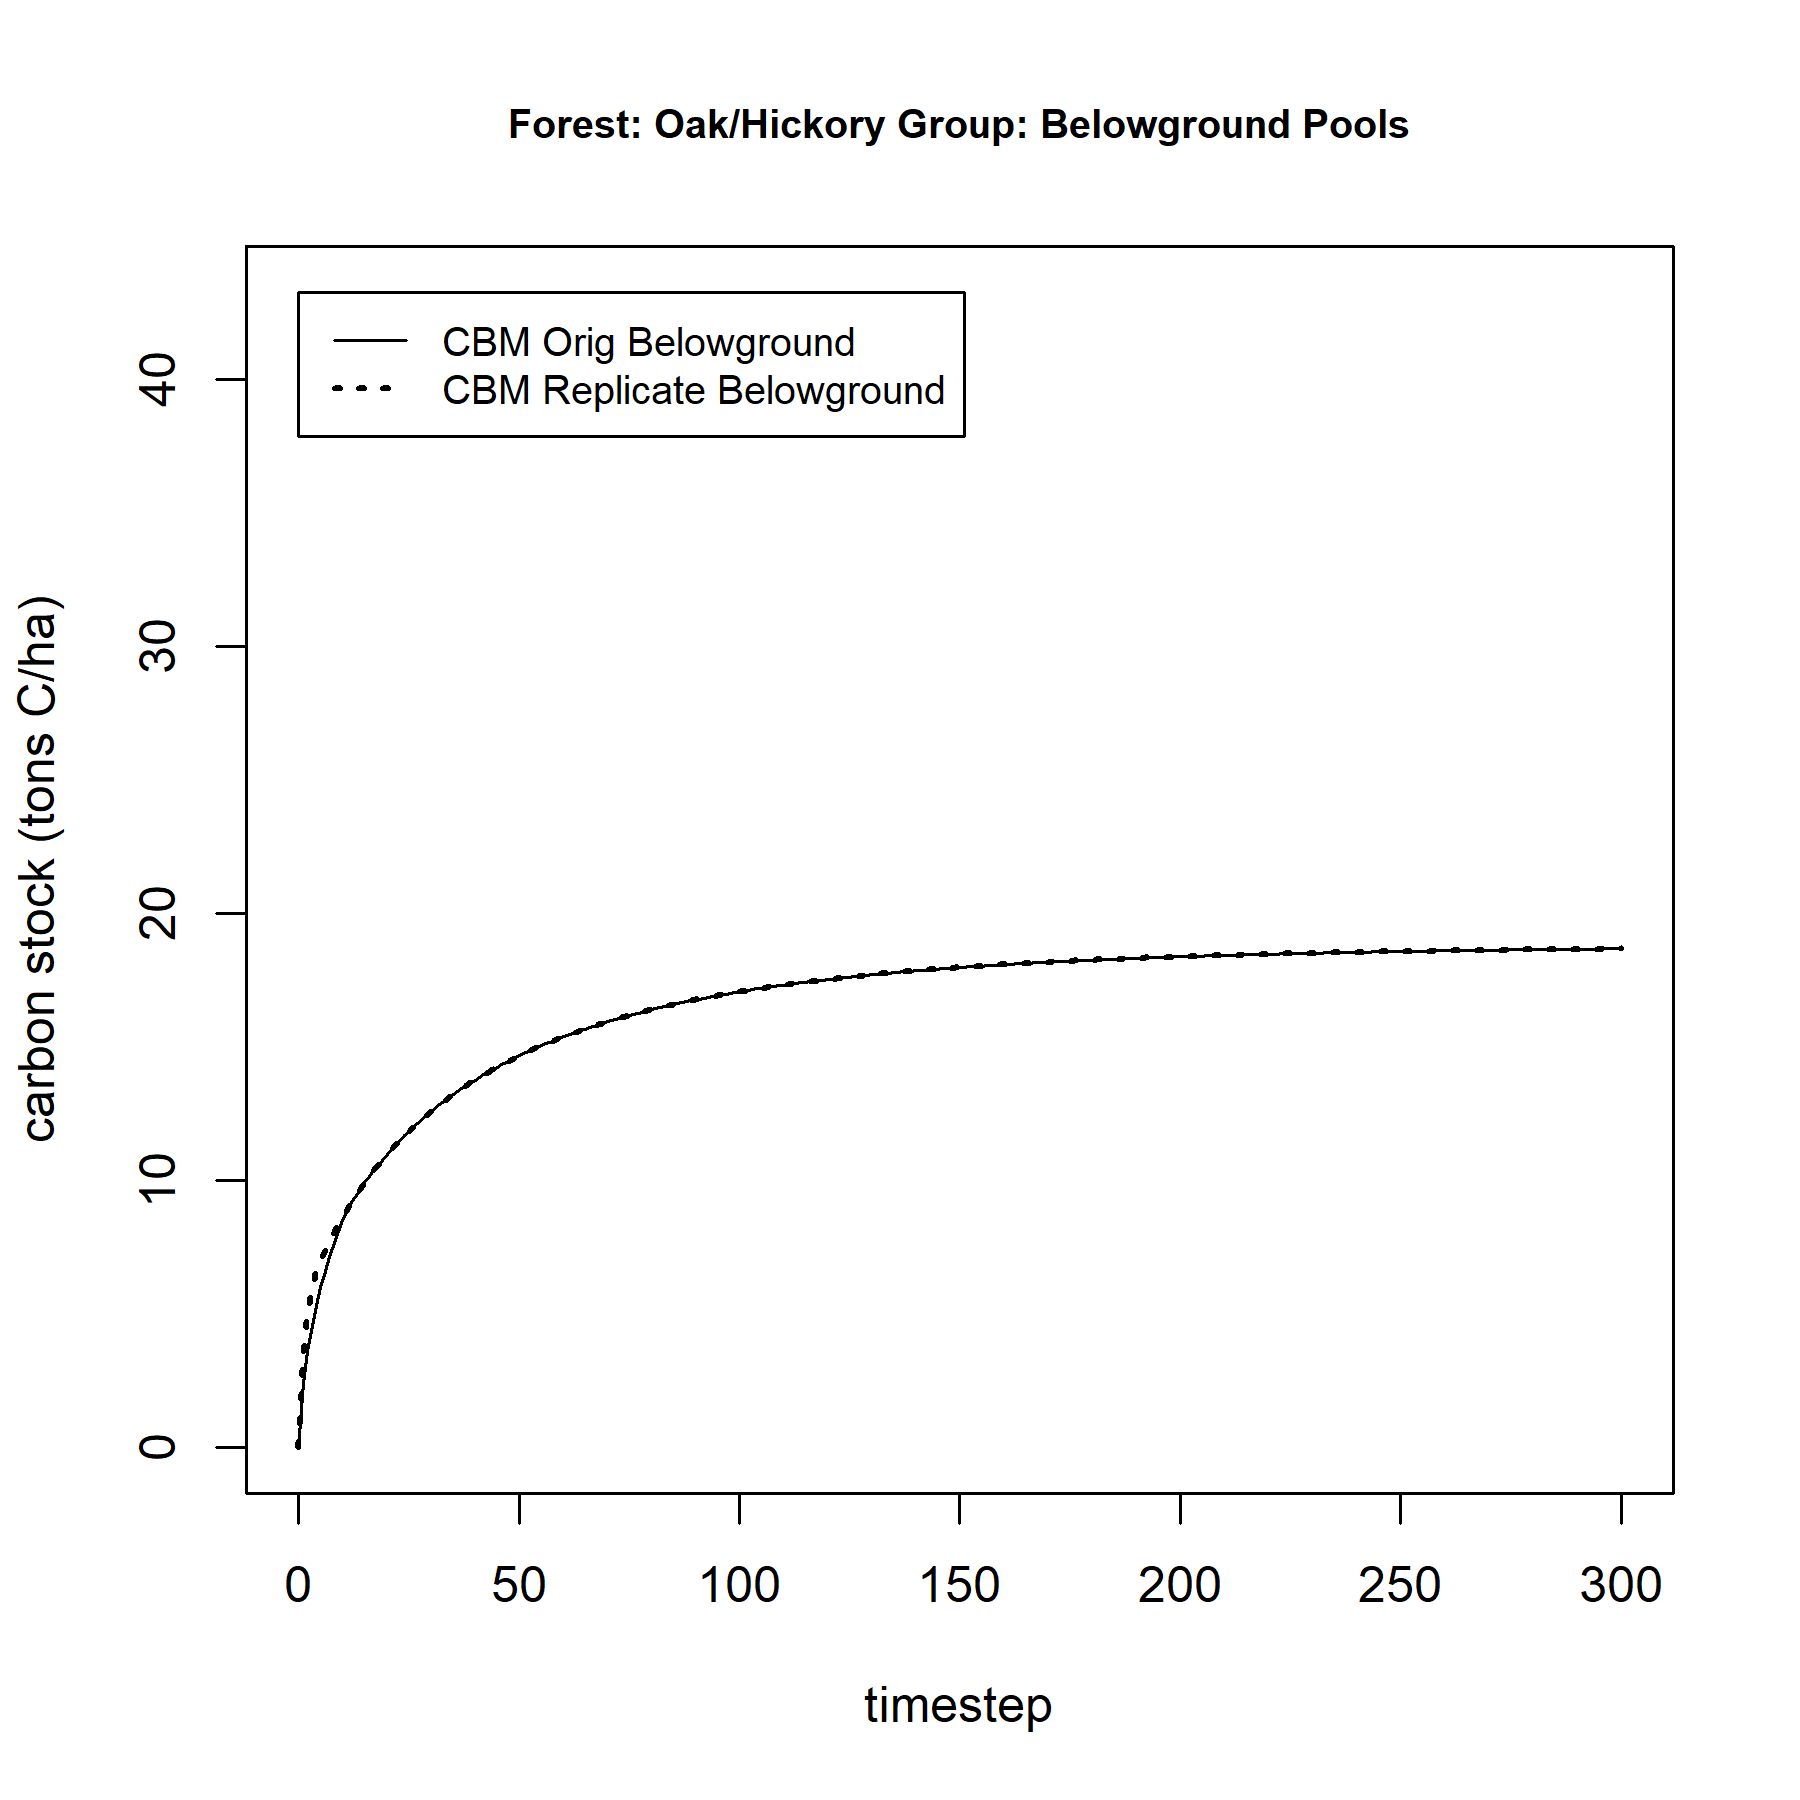 Forest: Oak/Hickory Group: Belowground Pools
CBM Orig Belowground
CBM Replicate Belowground
carbon stock (tons C/ha)
40
30
20
10
0
0 50 100 150 200 250 300
timestep